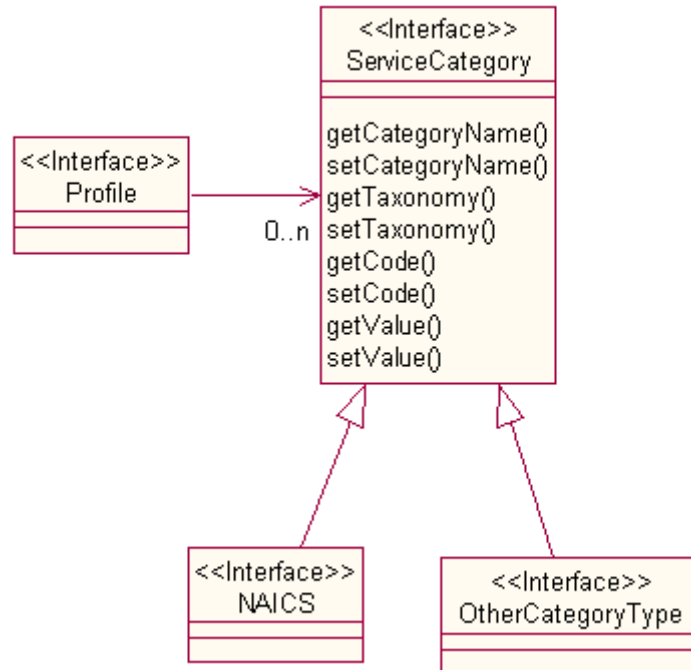 <<Interface>>
ServiceCategory
getCategoryName()
setCategoryName()
getTaxonomy()
setTaxonomy()
getCode()
setCode()
getValue()
setValue()
<<Interface>>
Profile
0..n
<<Interface>>
NAICS
<<Interface>>
OtherCategoryType